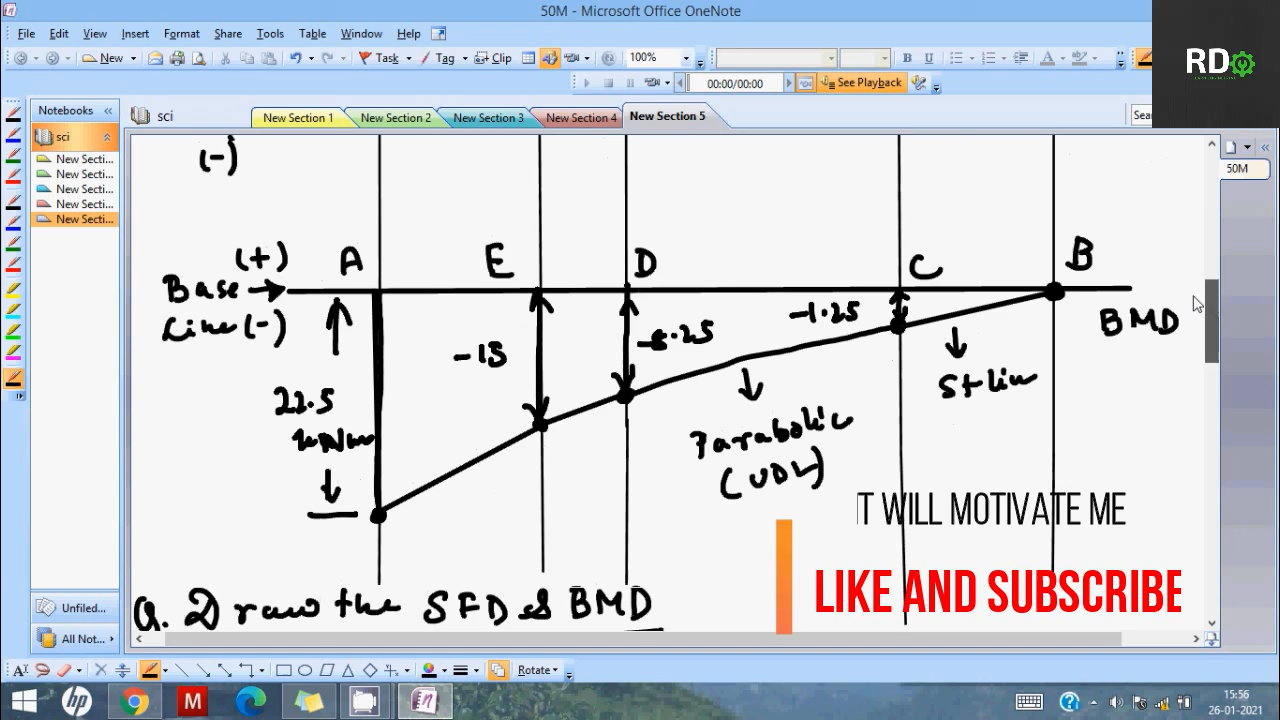 50M - Microsoft Office OneNote
File Edit View Insert Format Share Tools Table Window Help
New Task Tag Clip 100% B U
00:00/00:00 See Playback
RD
Notebooks sci New Section 1 New Section 2 New Section 3 New Section 4 New Section 5 Sea
sci
New Secti...
New Secti...
New Secti...
New Secti...
New Secti...
50M
(-)
(+) A E D C B
Base
Line (-)
-1.25
BMD
-15
St line
22.5
Parabolic
(UDL)
IT WILL MOTIVATE ME
LIKE AND SUBSCRIBE
Q. Draw the SFD & BMD
Unfiled...
All Not...
Rotate
15:56
26-01-2021